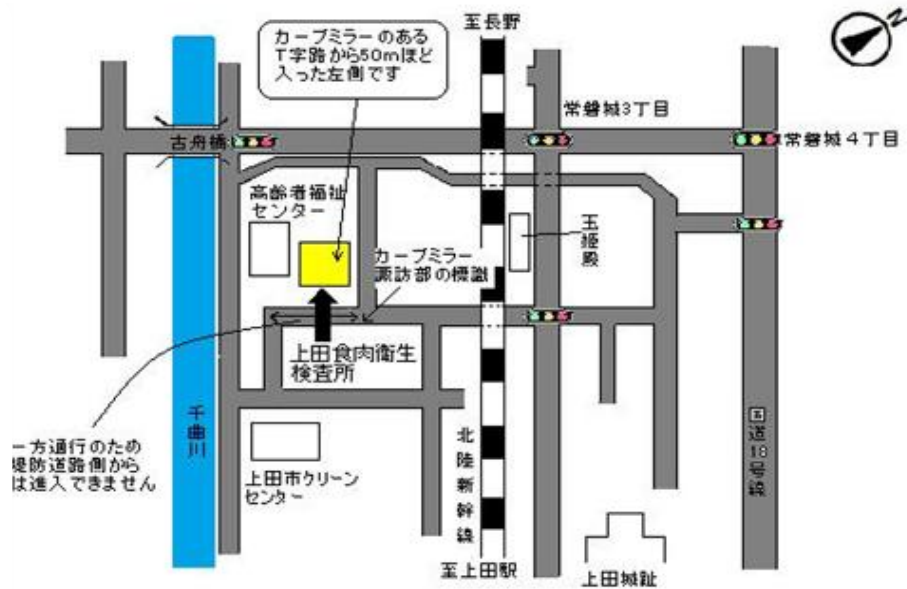 カーブミラーのある
T字路から50mほど
入った左側です
至長野
N
常磐城3丁目
古舟橋
常磐城4丁目
高齢者福祉
センター
カーブミラー
諏訪部の標識
玉姫殿
上田食肉衛生
検査所
千曲川
一方通行のため
堤防道路側から
は進入できません
上田市クリーン
センター
北陸新幹線
国道18号線
至上田駅
上田城趾